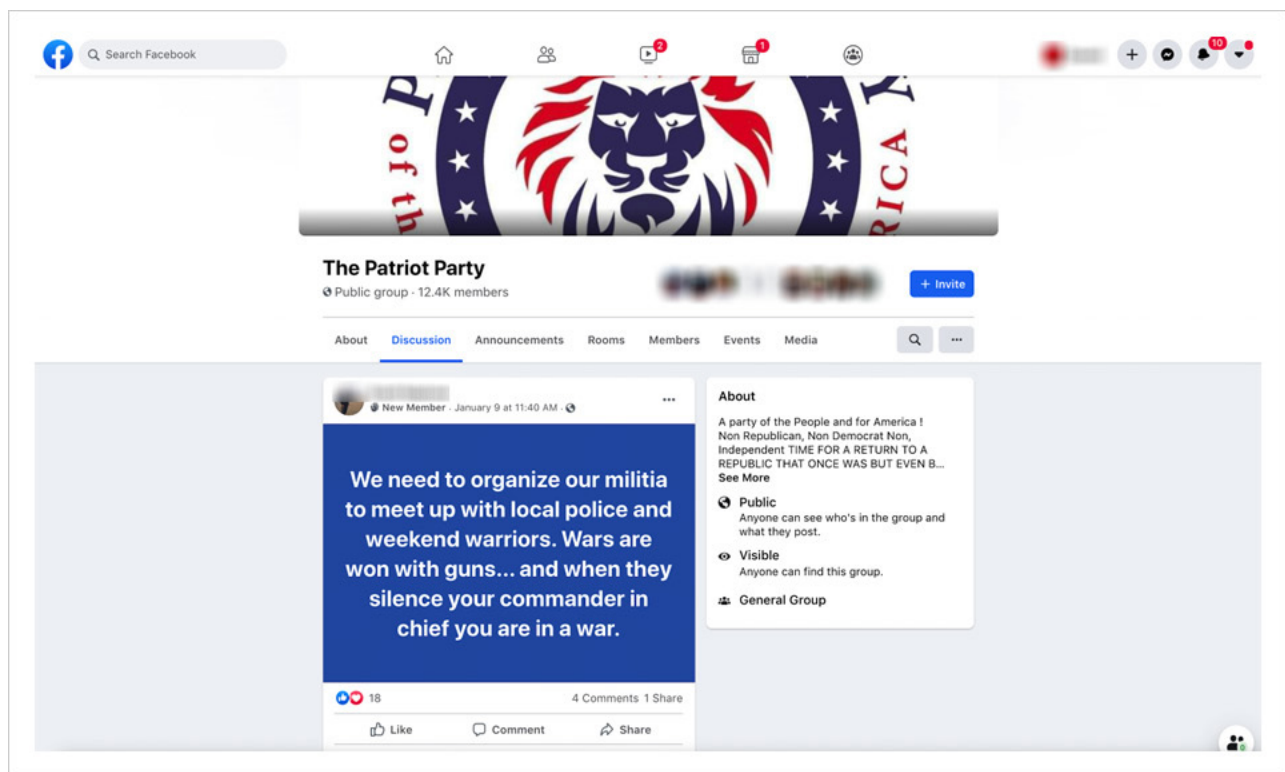 Search Facebook
2
1
10
of th
P
RICA
N
The Patriot Party
Public group · 12.4K members
+ Invite
About Discussion Announcements Rooms Members Events Media
New Member · January 9 at 11:40 AM ·
We need to organize our militia
to meet up with local police and
weekend warriors. Wars are
won with guns... and when they
silence your commander in
chief you are in a war.
18
4 Comments 1 Share
Like Comment Share
About
A party of the People and for America !
Non Republican, Non Democrat Non,
Independent TIME FOR A RETURN TO A
REPUBLIC THAT ONCE WAS BUT EVEN B...
See More
Public
Anyone can see who's in the group and
what they post.
Visible
Anyone can find this group.
General Group